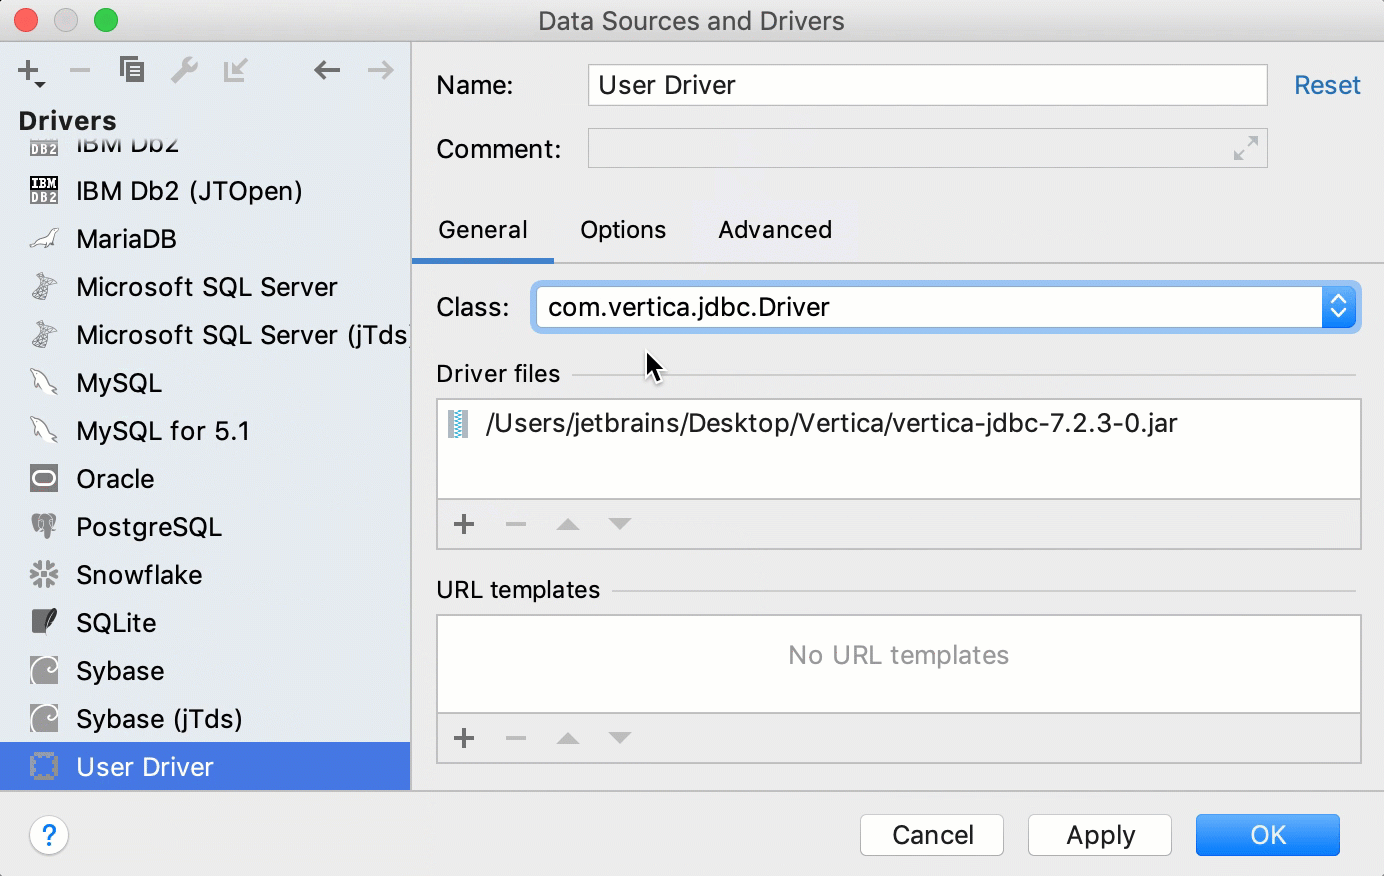 Data Sources and Drivers
Drivers
IBM Db2
IBM Db2 (JTOpen)
MariaDB
Microsoft SQL Server
Microsoft SQL Server (jTds
MySQL
MySQL for 5.1
Oracle
PostgreSQL
Snowflake
SQLite
Sybase
Sybase (jTds)
User Driver
Name:
User Driver
Reset
Comment:
General
Options
Advanced
Class:
com.vertica.jdbc.Driver
Driver files
/Users/jetbrains/Desktop/Vertica/vertica-jdbc-7.2.3-0.jar
URL templates
No URL templates
?
Cancel
Apply
OK